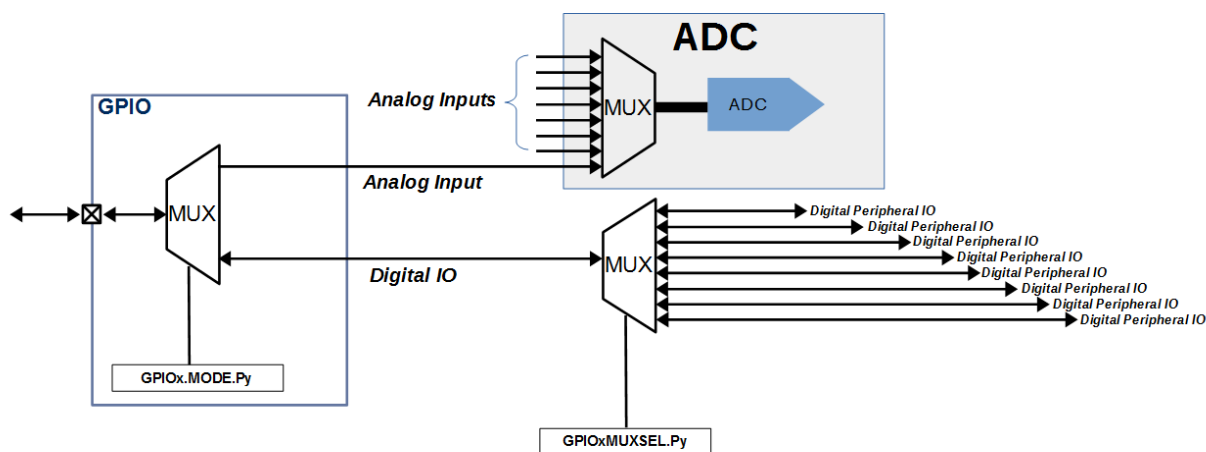 ADC
GPIO
Analog Inputs
MUX
ADC
MUX
Analog Input
Digital IO
MUX
Digital Peripheral IO
Digital Peripheral IO
Digital Peripheral IO
Digital Peripheral IO
Digital Peripheral IO
Digital Peripheral IO
Digital Peripheral IO
Digital Peripheral IO
GPIOx.MODE.Py
GPIOxMUXSEL.Py